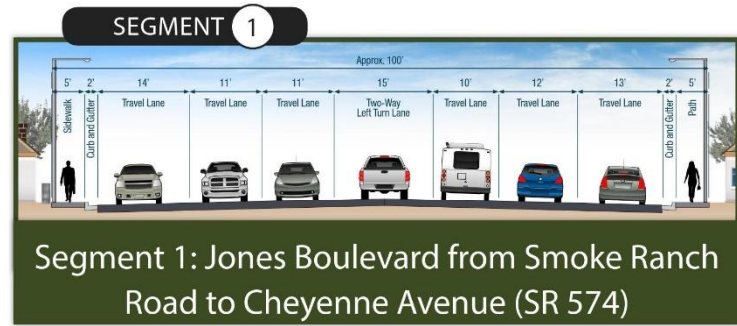 SEGMENT 1
Approx. 100'
5' 2' 14' 11' 11' 15' 10' 12' 13' 2' 5'
Sidewalk
Curb and Gutter
Travel Lane
Travel Lane
Travel Lane
Two-Way
Left Turn Lane
Travel Lane
Travel Lane
Travel Lane
Curb and Gutter
Path
Segment 1: Jones Boulevard from Smoke Ranch
Road to Cheyenne Avenue (SR 574)